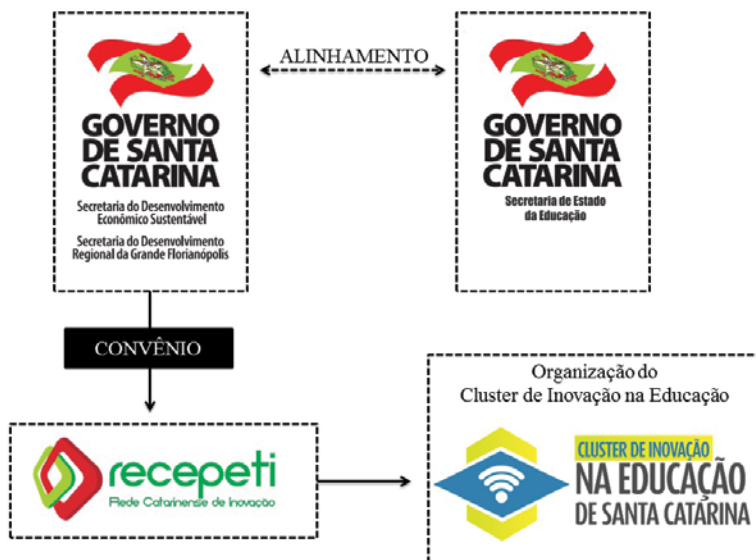 ALINHAMENTO
GOVERNO
DE SANTA
CATARINA
Secretaria do Desenvolvimento
Econômico Sustentável
Secretaria do Desenvolvimento
Regional da Grande Florianópolis
GOVERNO
DE SANTA
CATARINA
Secretaria de Estado
da Educação
CONVÊNIO
recepeti
Rede Catarinense de Inovação
Organização do
Cluster de Inovação na Educação
CLUSTER DE INOVAÇÃO
NA EDUCAÇÃO
DE SANTA CATARINA